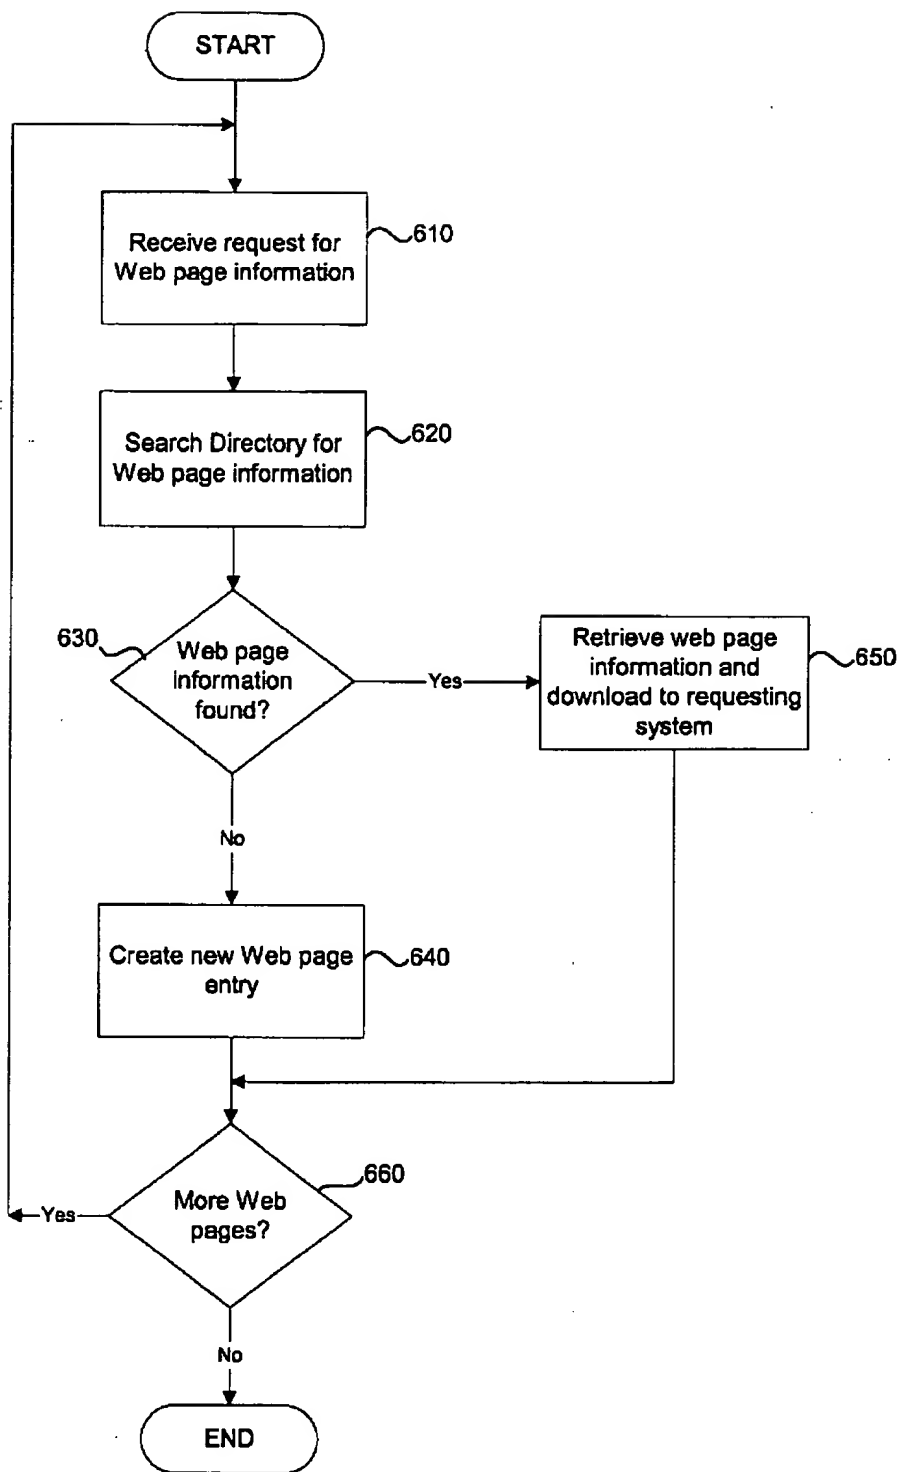 START
Receive request for
Web page information
610
Search Directory for
Web page information
620
630
Web page
information
found?
Yes
Retrieve web page
information and
download to requesting
system
650
No
Create new Web page
entry
640
660
More Web
pages?
Yes
No
END